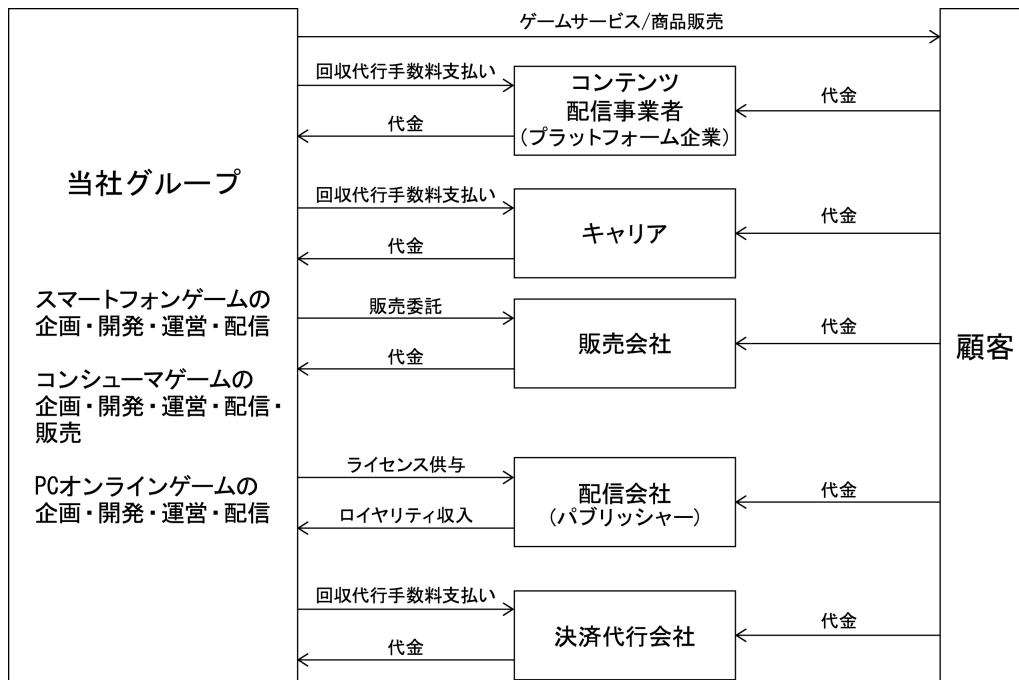 ゲームサービス/商品販売
当社グループ
スマートフォンゲームの
企画・開発・運営・配信
コンシューマゲームの
企画・開発・運営・配信・
販売
PCオンラインゲームの
企画・開発・運営・配信
回収代行手数料支払い
代金
コンテンツ
配信事業者
(プラットフォーム企業)
代金
回収代行手数料支払い
代金
キャリア
代金
販売委託
代金
販売会社
代金
ライセンス供与
ロイヤリティ収入
配信会社
(パブリッシャー)
代金
回収代行手数料支払い
代金
決済代行会社
代金
顧客